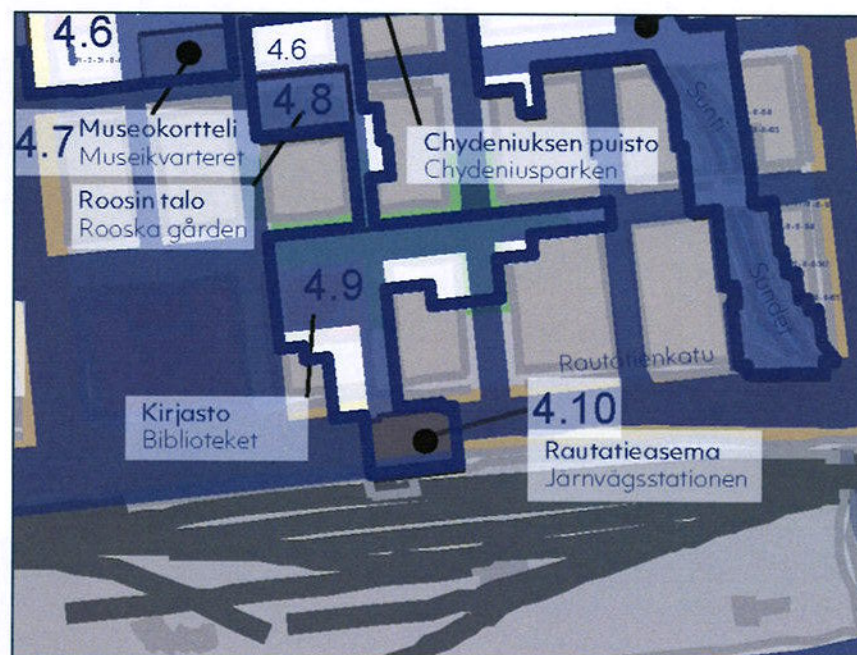 4.6
4.6
4.8
4.7
Museokortteli
Museikvarteret
Chydeniuksen puisto
Chydeniusparken
Sunti
Roosin talo
Rooska gården
4.9
Sundet
Rautatienkatu
Kirjasto
Biblioteket
4.10
Rautatieasema
Järnvägsstationen